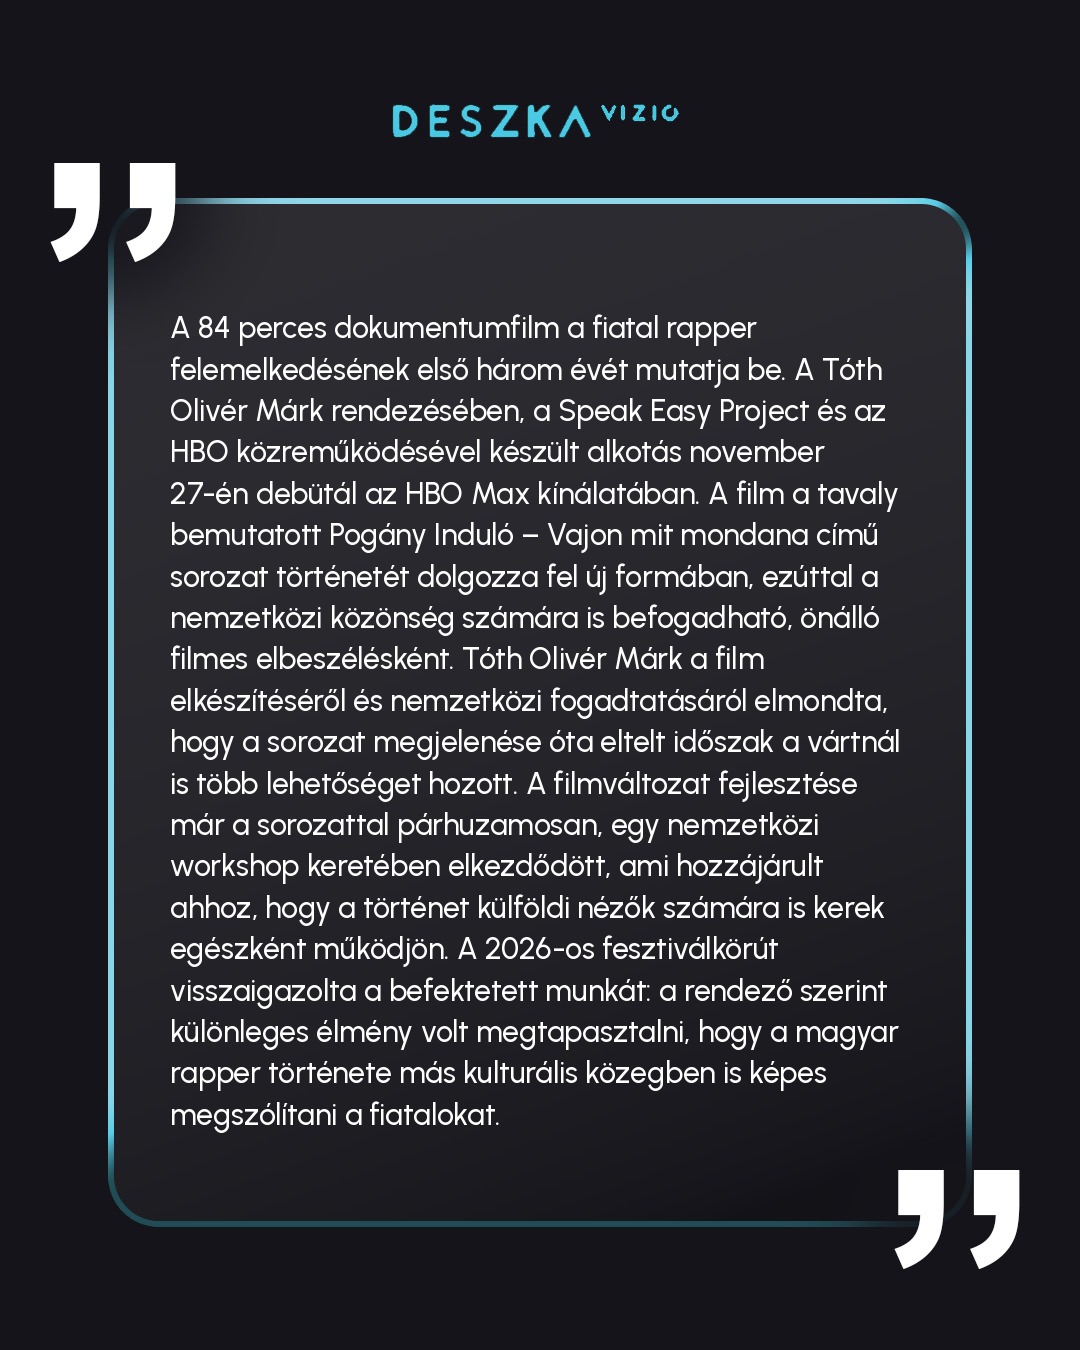 DESZKA VIZIO
A 84 perces dokumentumfilm a fiatal rapper
felemelkedésének első három évét mutatja be. A Tóth
Olivér Márk rendezésében, a Speak Easy Project és az
HBO közreműködésével készült alkotás november
27-én debütál az HBO Max kínálatában. A film a tavaly
bemutatott Pogány Induló – Vajon mit mondana című
sorozat történetét dolgozza fel új formában, ezúttal a
nemzetközi közönség számára is befogadható, önálló
filmes elbeszélésként. Tóth Olivér Márk a film
elkészítéséről és nemzetközi fogadtatásáról elmondta,
hogy a sorozat megjelenése óta eltelt időszak a vártnál
is több lehetőséget hozott. A filmváltozat fejlesztése
már a sorozattal párhuzamosan, egy nemzetközi
workshop keretében elkezdődött, ami hozzájárult
ahhoz, hogy a történet külföldi nézők számára is kerek
egészként működjön. A 2026-os fesztiválkörút
visszaigazolta a befektetett munkát: a rendező szerint
különleges élmény volt megtapasztalni, hogy a magyar
rapper története más kulturális közegben is képes
megszólítani a fiatalokat.